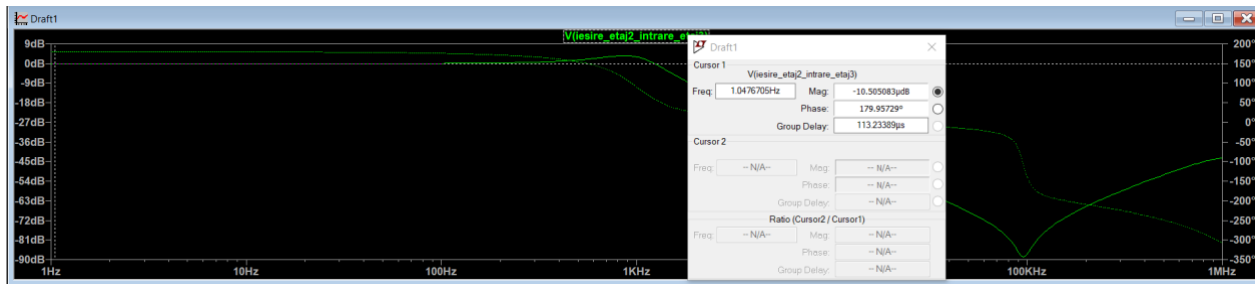 Draft1
V(iesire_etaj2_intrare_etaj3)
9dB
0dB
-9dB
-18dB
-27dB
-36dB
-45dB
-54dB
-63dB
-72dB
-81dB
-90dB
1Hz 10Hz 100Hz 1KHz 100KHz 1MHz
200°
150°
100°
50°
0°
-50°
-100°
-150°
-200°
-250°
-300°
-350°
Draft1
Cursor 1
V(iesire_etaj2_intrare_etaj3)
Freq: 1.0476705Hz Mag: -10.505083µdB
Phase: 179.95729°
Group Delay: 113.23389µs
Cursor 2
Freq: -- N/A-- Mag: -- N/A--
Phase: -- N/A--
Group Delay: -- N/A--
Ratio (Cursor2 / Cursor1)
Freq: -- N/A-- Mag: -- N/A--
Phase: -- N/A--
Group Delay: -- N/A--